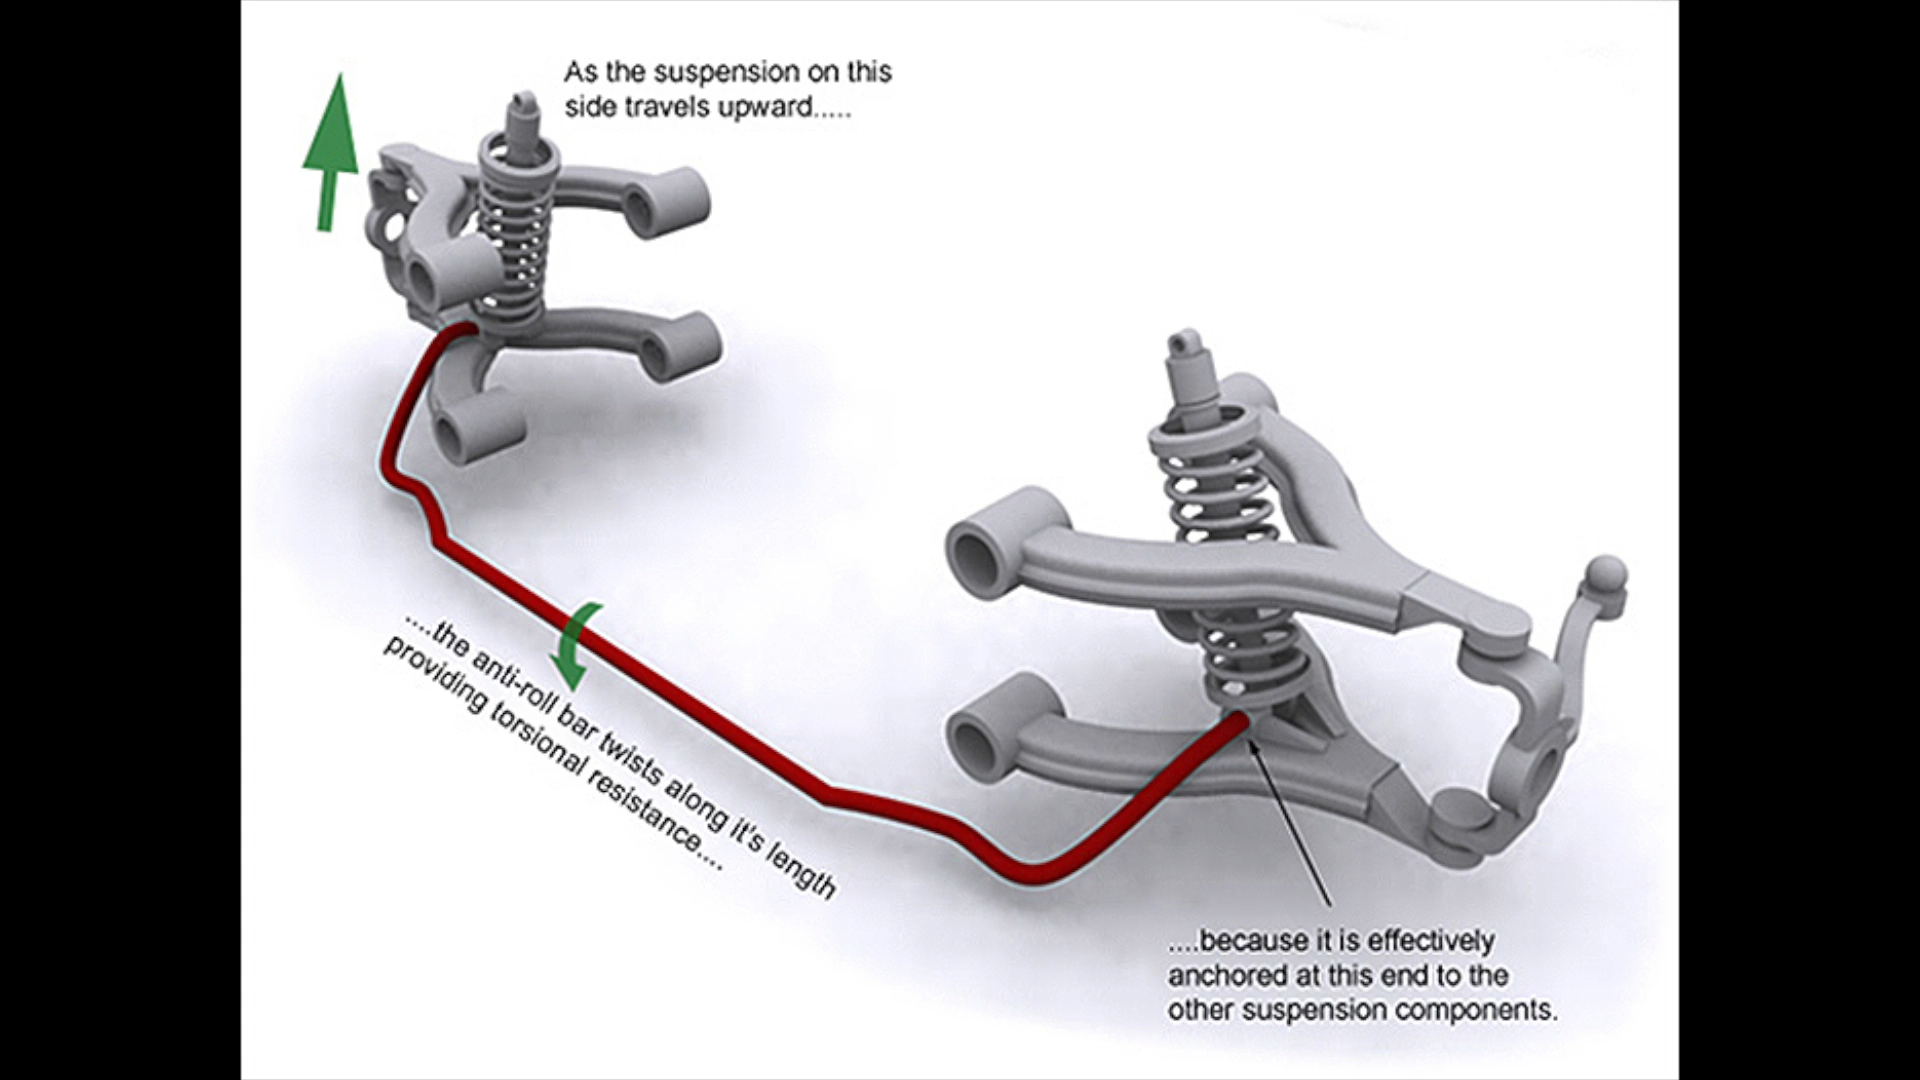 As the suspension on this
side travels upward.....
....the anti-roll bar twists along it's length
providing torsional resistance....
....because it is effectively
anchored at this end to the
other suspension components.